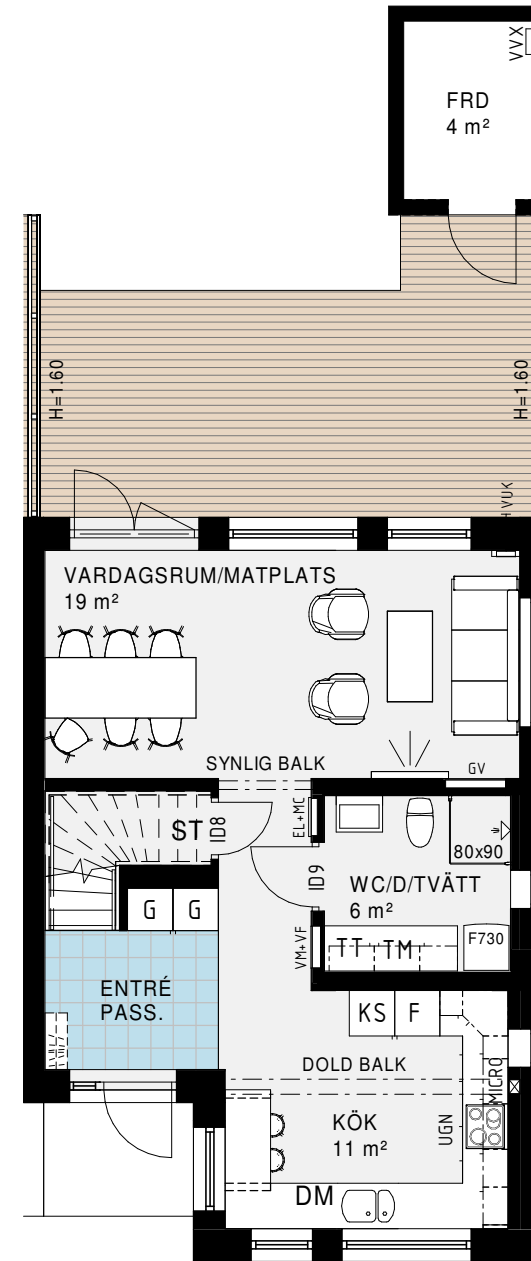 VVX
FRD
4 m²
H=1.60
H=1.60
VUK
VARDAGSRUM/MATPLATS
19 m²
SYNLIG BALK
GV
ST
ID8
EL+MC
80x90
ID9
WC/D/TVÄTT
6 m²
G
G
VM+VF
TT
TM
F730
ENTRÉ
PASS.
KS
F
DOLD BALK
MICRO
KÖK
11 m²
UGN
DM